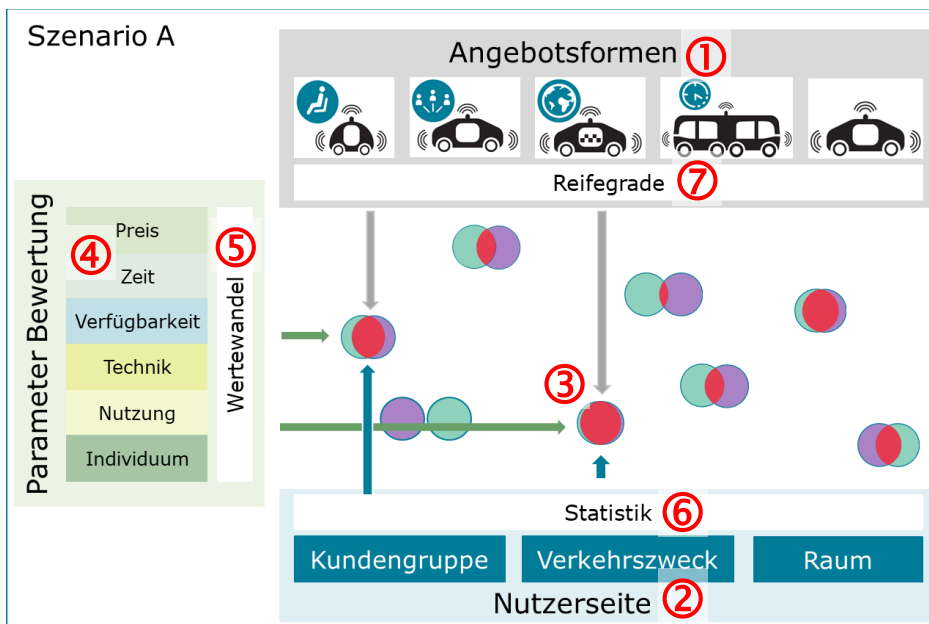 Szenario A
Angebotsformen ①
Reifegrade ⑦
Parameter Bewertung
④
Preis
Zeit
Verfügbarkeit
Technik
Nutzung
Individuum
⑤
Wertewandel
③
Statistik ⑥
Kundengruppe
Verkehrszweck
Raum
Nutzerseite ②